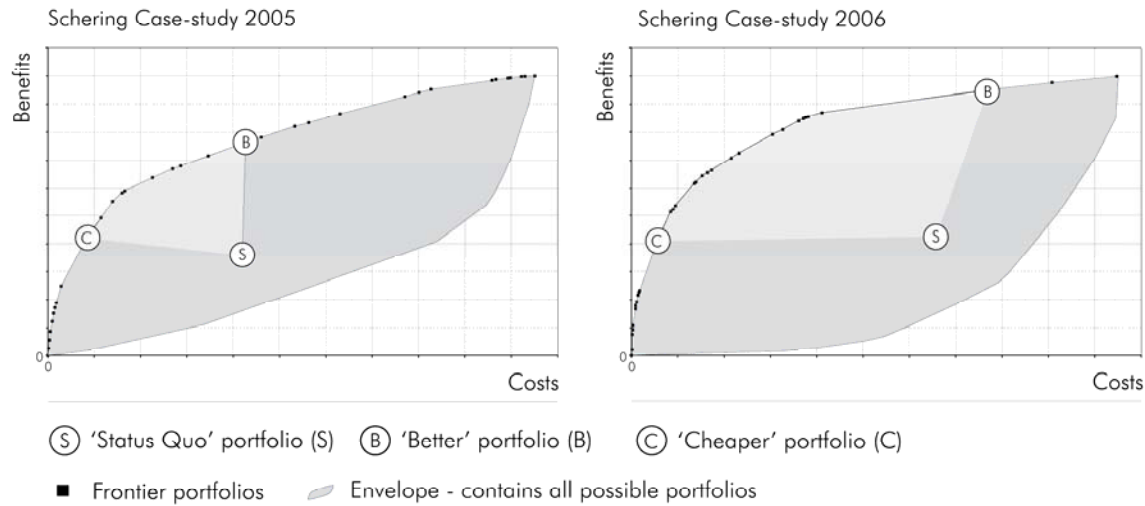 Schering Case-study 2005
Schering Case-study 2006
Benefits
B
C
S
0
0
Costs
Benefits
B
C
S
0
0
Costs
S 'Status Quo' portfolio (S) B 'Better' portfolio (B) C 'Cheaper' portfolio (C)
Frontier portfolios Envelope - contains all possible portfolios